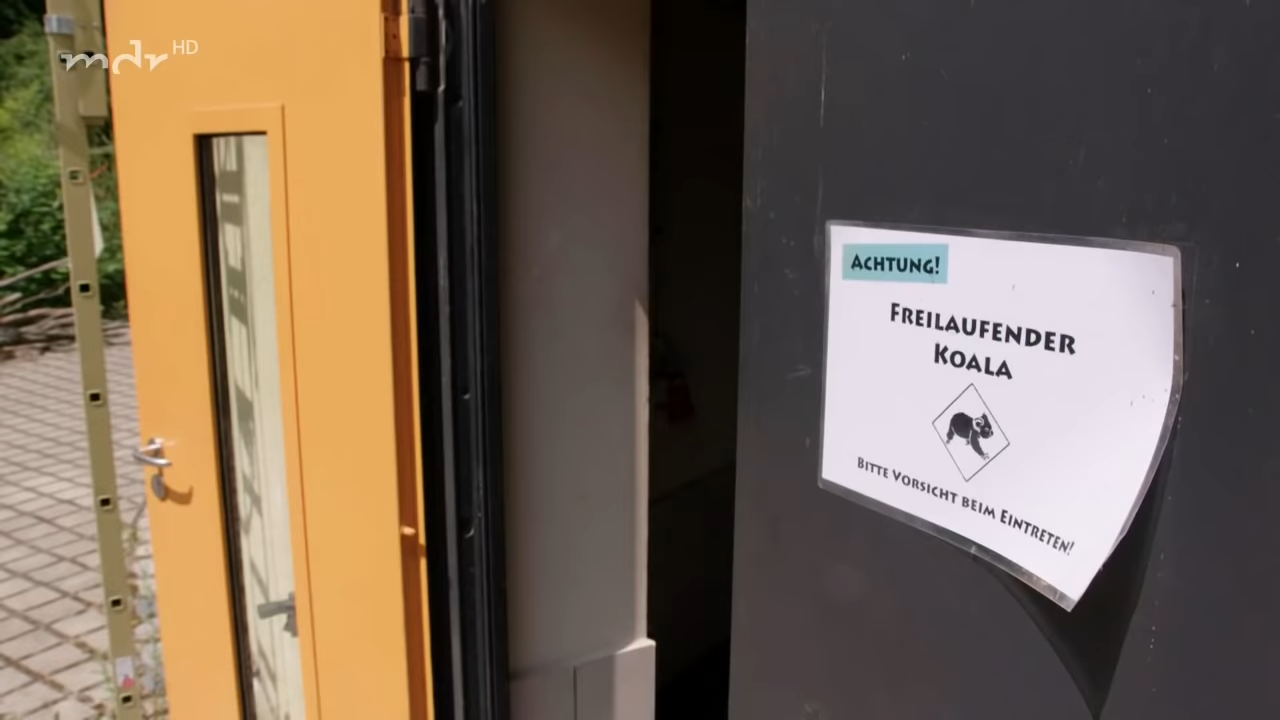 mdr HD
ACHTUNG!
FREILAUFENDER
KOALA
BITTE VORSICHT BEIM EINTRETEN!